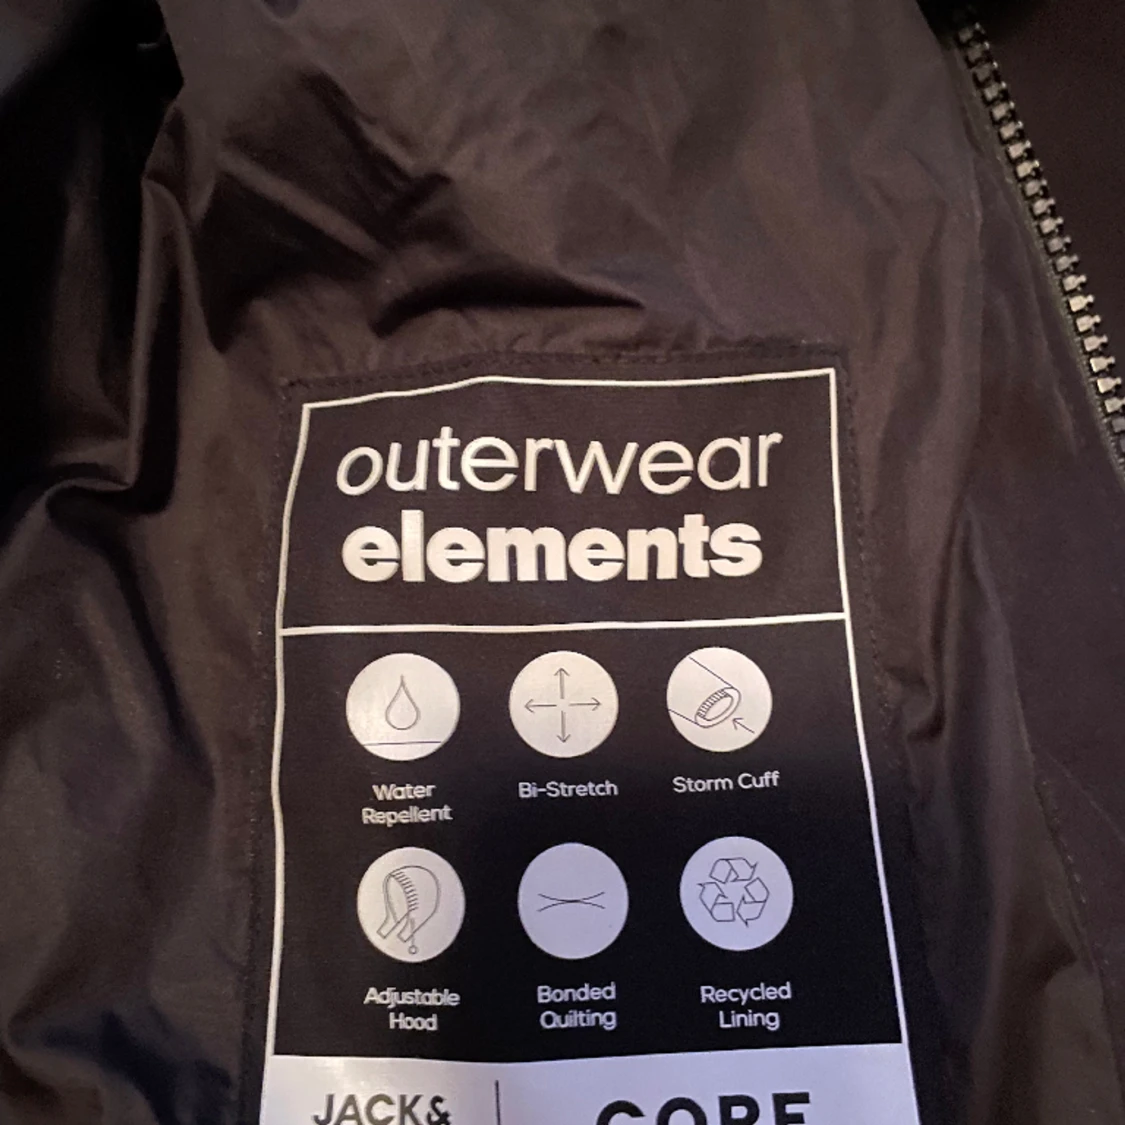 outerwear
elements
Water
Repellent
Bi-Stretch
Storm Cuff
Adjustable
Hood
Bonded
Quilting
Recycled
Lining
JACK&
CORE